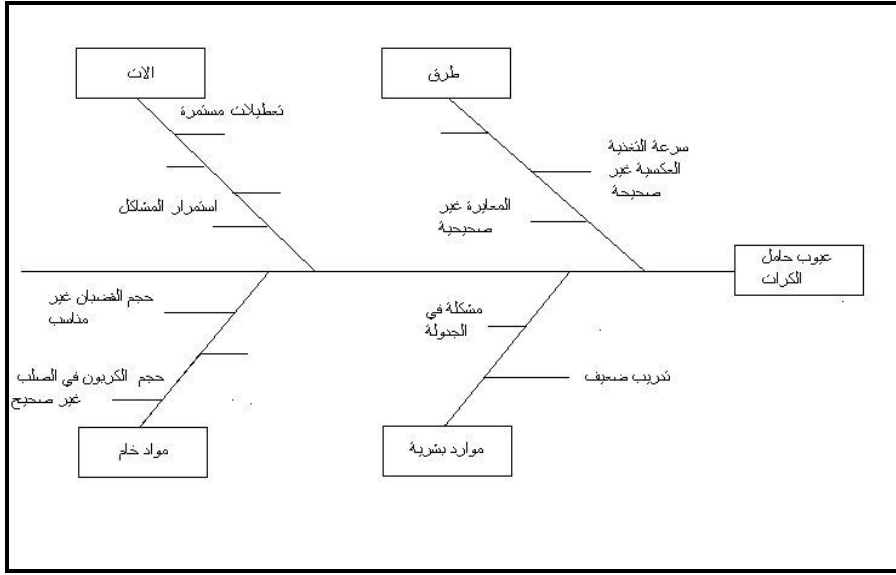 طرق
الات
تعطيلات مستمرة
سرعة التغذية
العكسية غير
صحيحة
استمرار المشاكل
المعايرة غير
صحيحية
عيوب حامل
الكرات
حجم القضبان غير
مناسب
مشكلة في
الجدولة
حجم الكربون في الصلب
غير صحيح
تدريب ضعيف
موارد بشرية
مواد خام